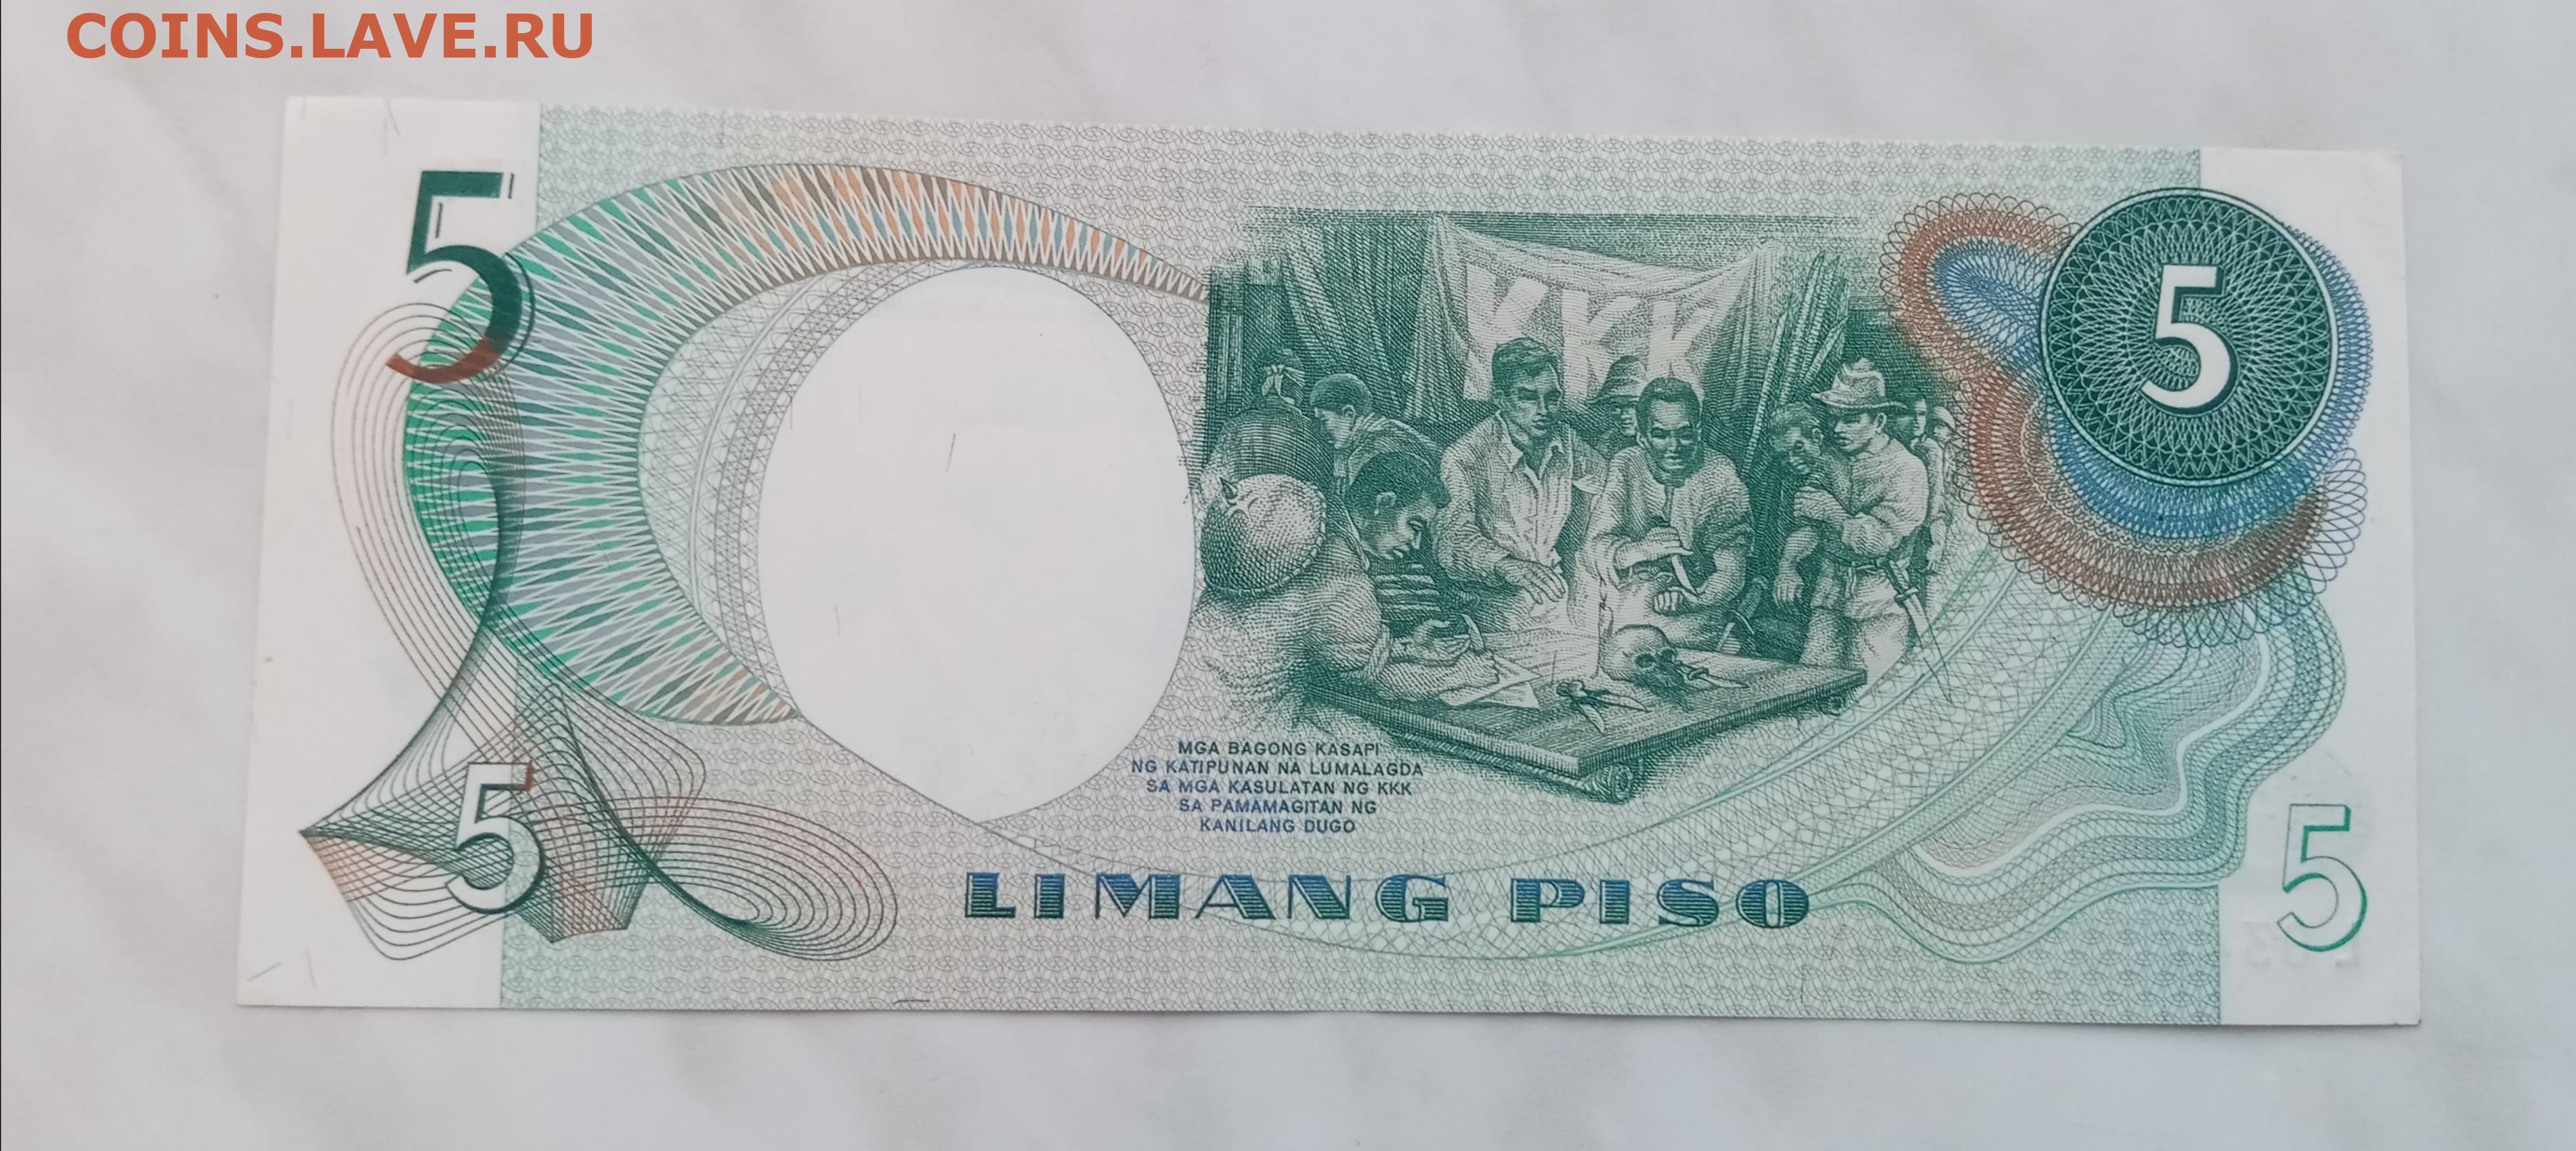 COINS.LAVE.RU
5
5
KKK
MGA BAGONG KASAPI
NG KATIPUNAN NA LUMALAGDA
SA MGA KASULATAN NG KKK
SA PAMAMAGITAN NG
KANILANG DUGO
5
5
LIMANG PISO